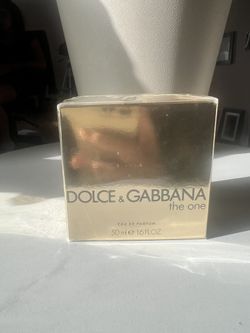 DOLCE & GABBANA
the one
EAU DE PARFUM
50 ml e 1.6 FL.OZ.